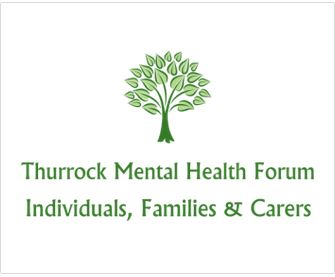 Thurrock Mental Health Forum
Individuals, Families & Carers